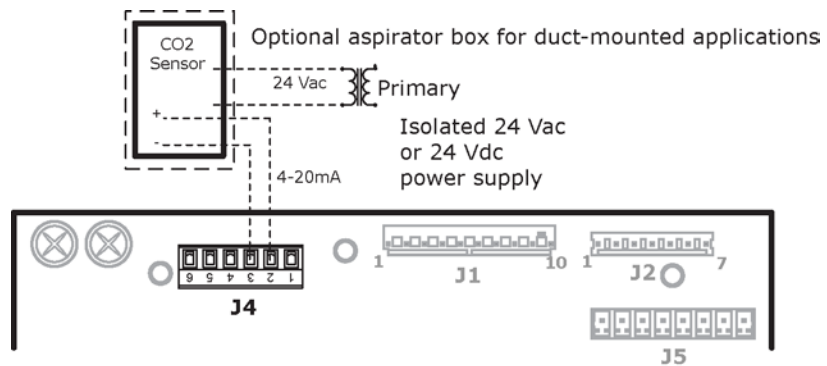 CO2
Sensor
Optional aspirator box for duct-mounted applications
24 Vac
Primary
+
-
Isolated 24 Vac
or 24 Vdc
power supply
4-20mA
6 5 4 3 2 1
J4
1 10
J1
1 7
J2
J5